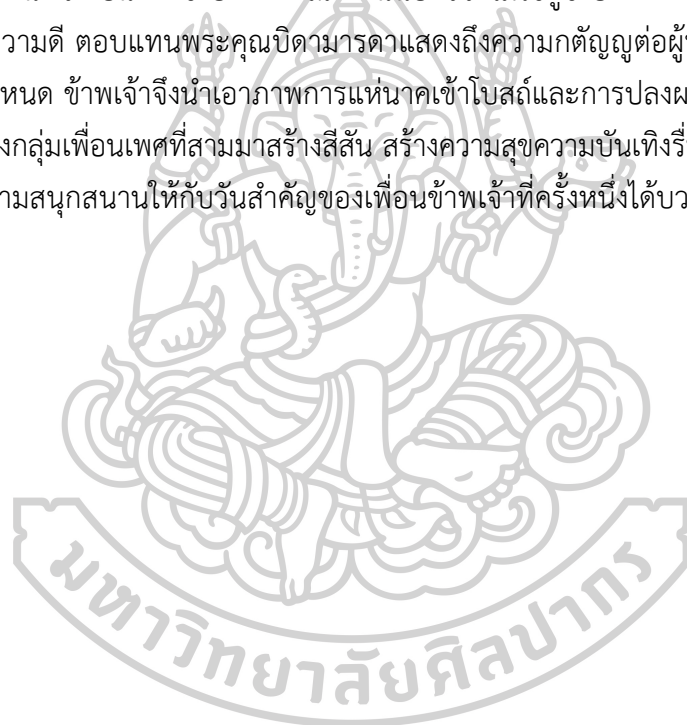 วามดี ตอบแทนพระคุณบิดามารดาแสดงถึงความกตัญญูต่อผู้
หนด ข้าพเจ้าจึงนำเอาภาพการแห่นาคเข้าโบสถ์และการปลงผ
งกลุ่มเพื่อนเพศที่สามมาสร้างสีสัน สร้างความสุขความบันเทิงรื่
ามสนุกสนานให้กับวันสำคัญของเพื่อนข้าพเจ้าที่ครั้งหนึ่งได้บว
มหาวิทยาลัยศิลปากร